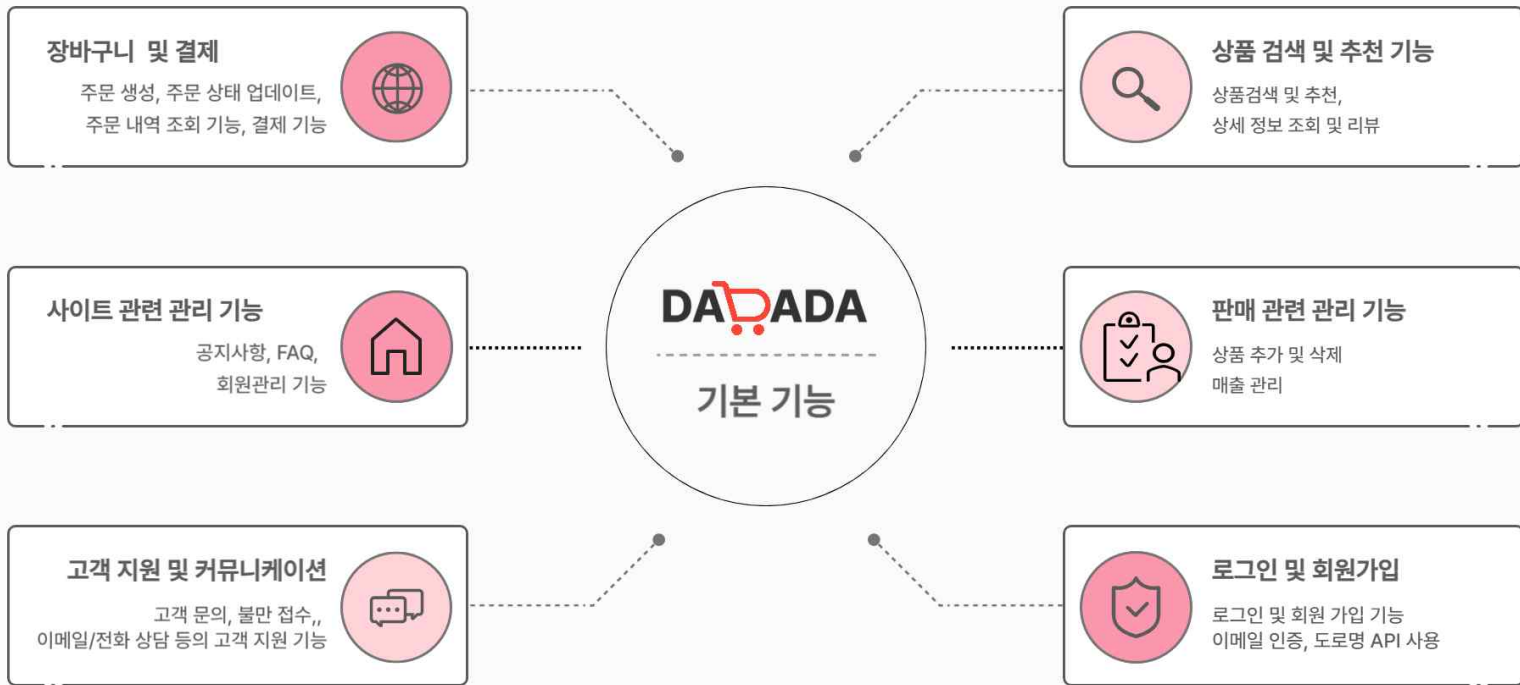 장바구니 및 결제
주문 생성, 주문 상태 업데이트,
주문 내역 조회 기능, 결제 기능
상품 검색 및 추천 기능
상품검색 및 추천,
상세 정보 조회 및 리뷰
사이트 관련 관리 기능
공지사항, FAQ,
회원관리 기능
DADADA
기본 기능
판매 관련 관리 기능
상품 추가 및 삭제
매출 관리
고객 지원 및 커뮤니케이션
고객 문의, 불만 접수,,
이메일/전화 상담 등의 고객 지원 기능
로그인 및 회원가입
로그인 및 회원 가입 기능
이메일 인증, 도로명 API 사용